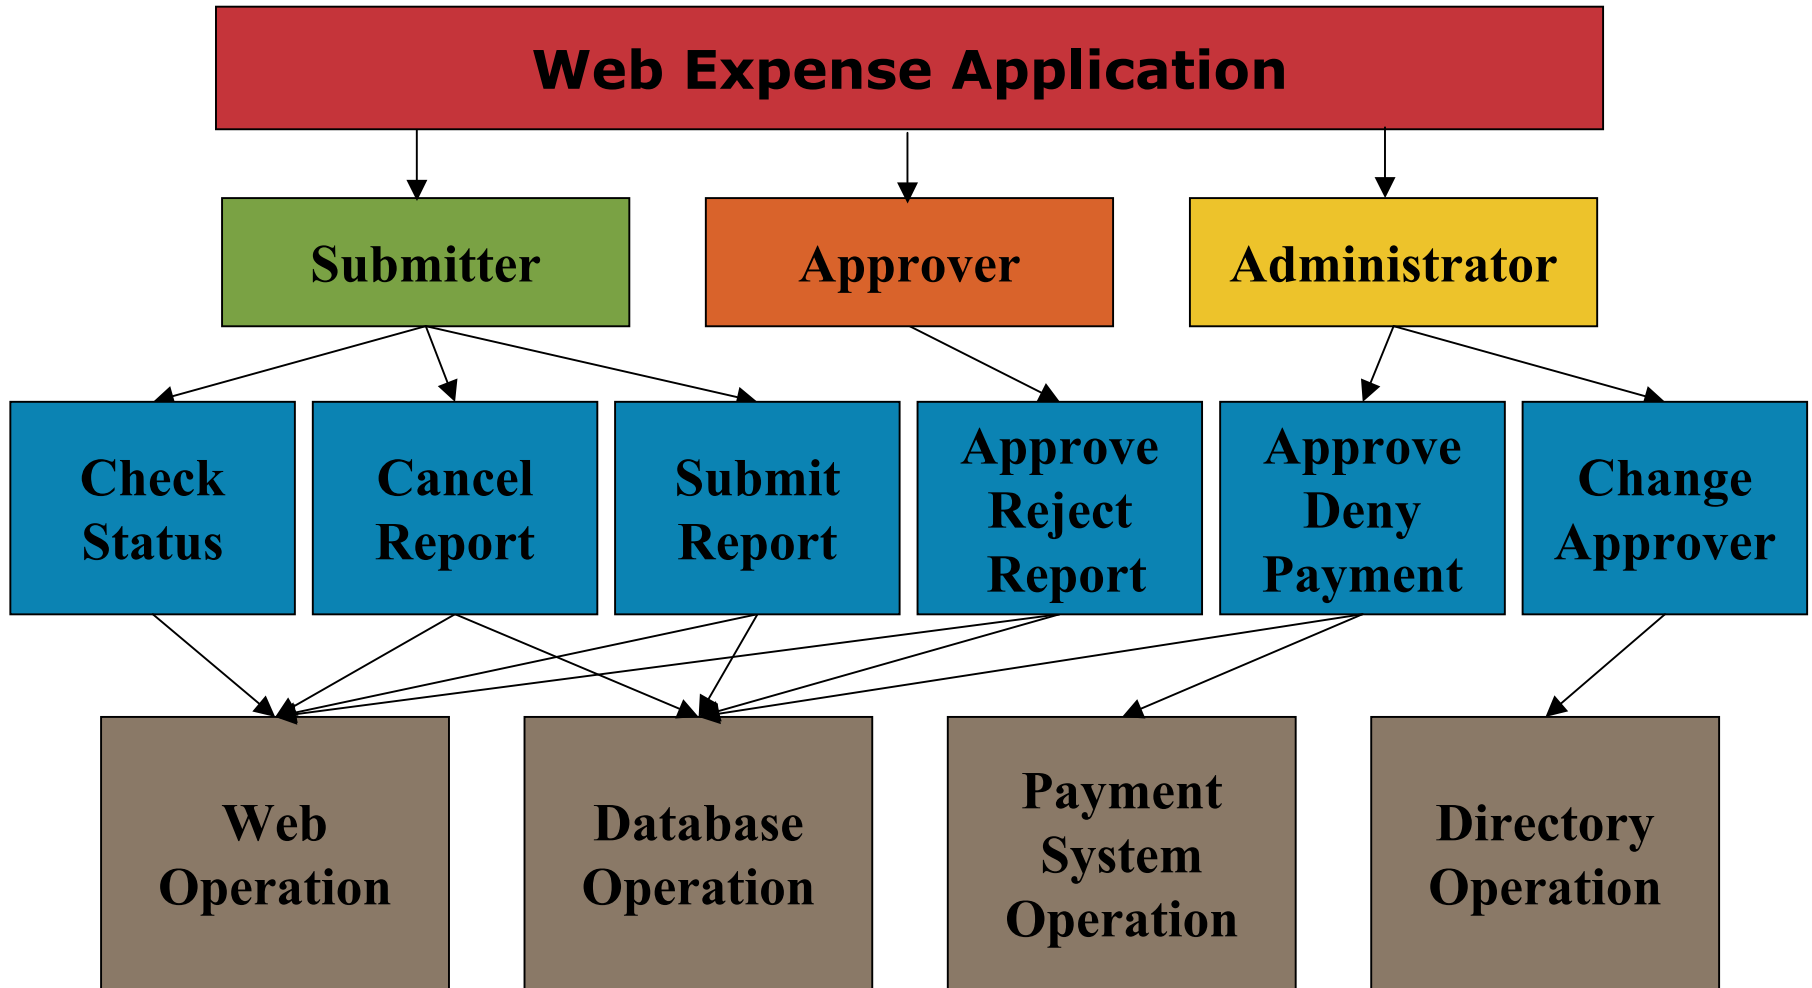 Web Expense Application
Submitter
Approver
Administrator
Check
Status
Cancel
Report
Submit
Report
Approve
Reject
Report
Approve
Deny
Payment
Change
Approver
Web
Operation
Database
Operation
Payment
System
Operation
Directory
Operation